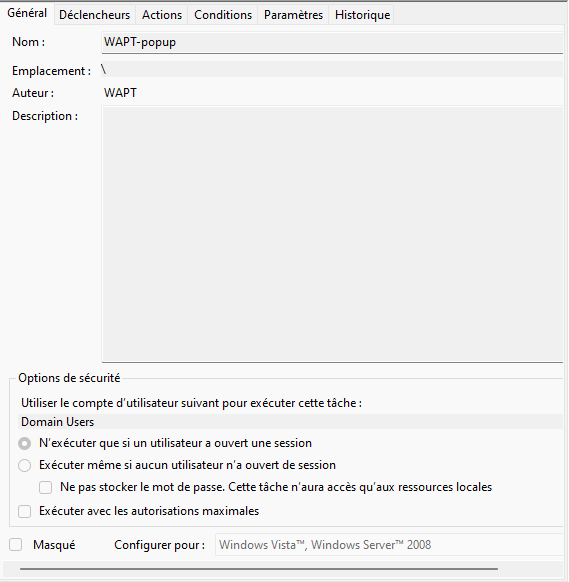 Général Déclencheurs Actions Conditions Paramètres Historique
Nom : WAPT-popup
Emplacement : \
Auteur : WAPT
Description :
Options de sécurité
Utiliser le compte d'utilisateur suivant pour exécuter cette tâche :
Domain Users
N'exécuter que si un utilisateur a ouvert une session
Exécuter même si aucun utilisateur n'a ouvert de session
Ne pas stocker le mot de passe. Cette tâche n'aura accès qu'aux ressources locales
Exécuter avec les autorisations maximales
Masqué Configurer pour : Windows Vista™, Windows Server™ 2008